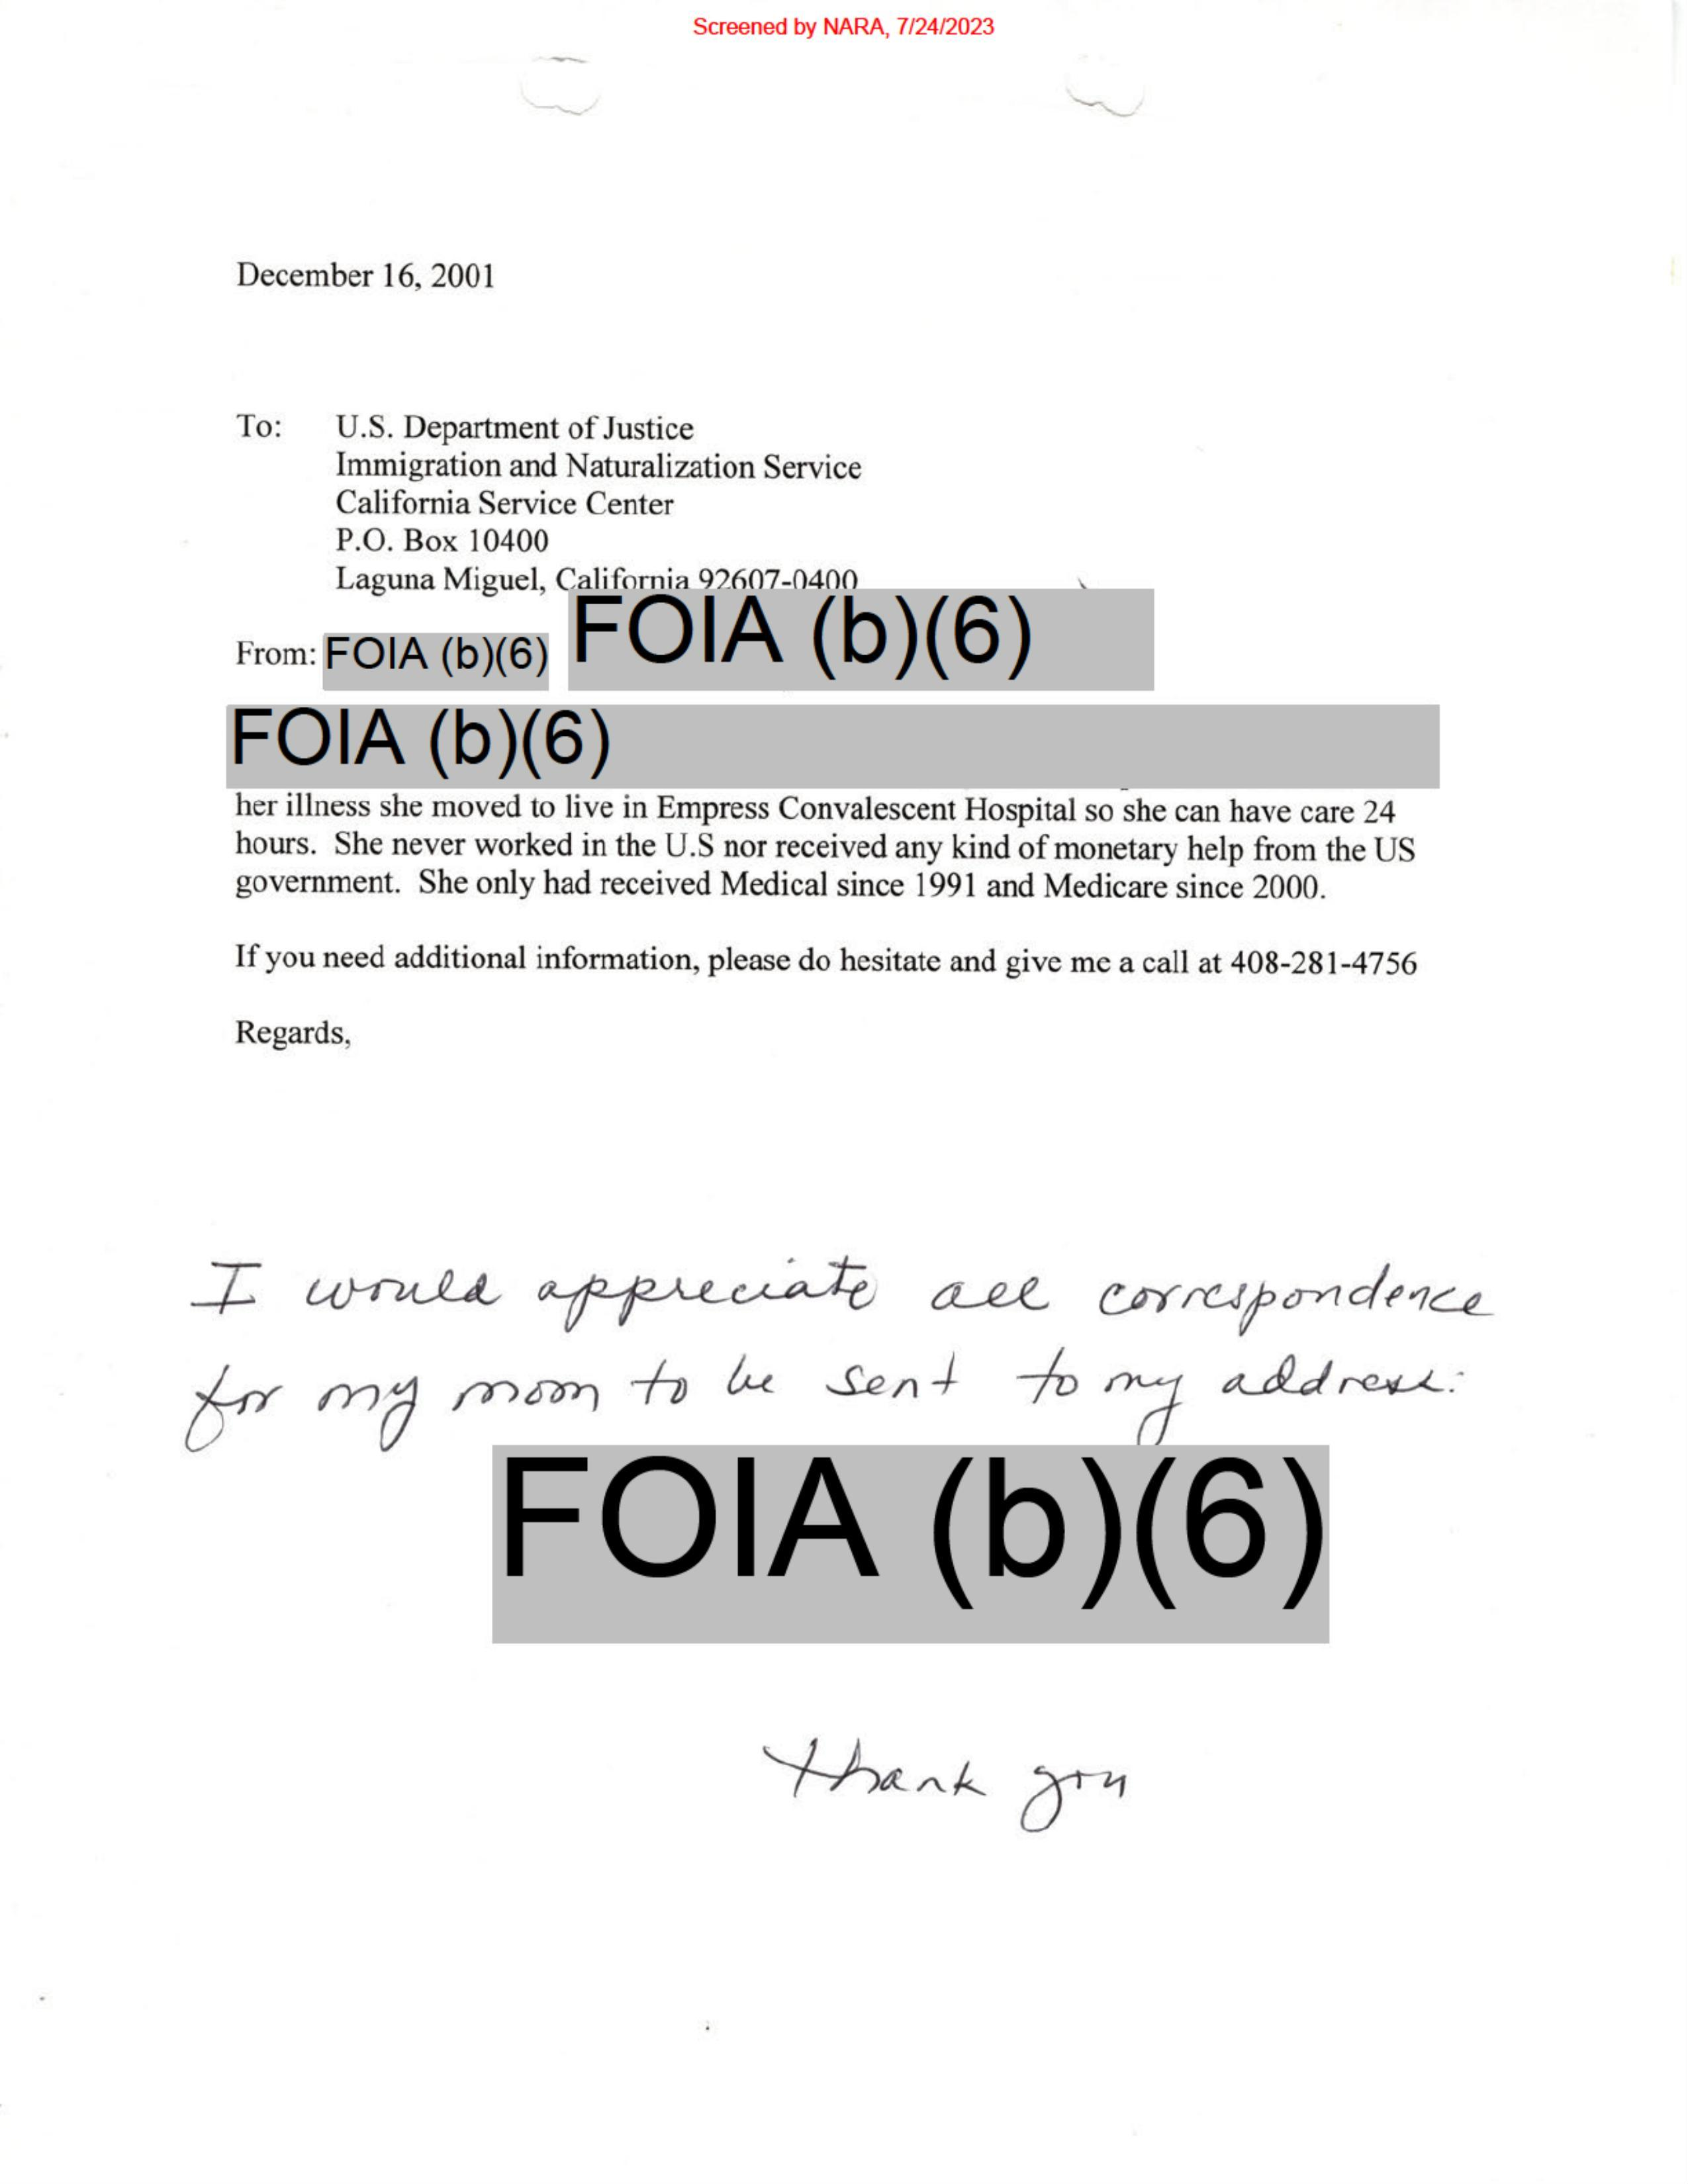 Screened by NARA, 7/24/2023
December 16, 2001
To: U.S. Department of Justice
Immigration and Naturalization Service
California Service Center
P.O. Box 10400
Laguna Miguel, California 92607-0400
FOIA (b)(6)
From: FOIA (b)(6)
FOIA (b)(6)
her illness she moved to live in Empress Convalescent Hospital so she can have care 24
hours. She never worked in the U.S nor received any kind of monetary help from the US
government. She only had received Medical since 1991 and Medicare since 2000.
If you need additional information, please do hesitate and give me a call at 408-281-4756
Regards,
I would appreciate all correspondence
for my mom to be sent to my address:
FOIA (b)(6)
Thank you